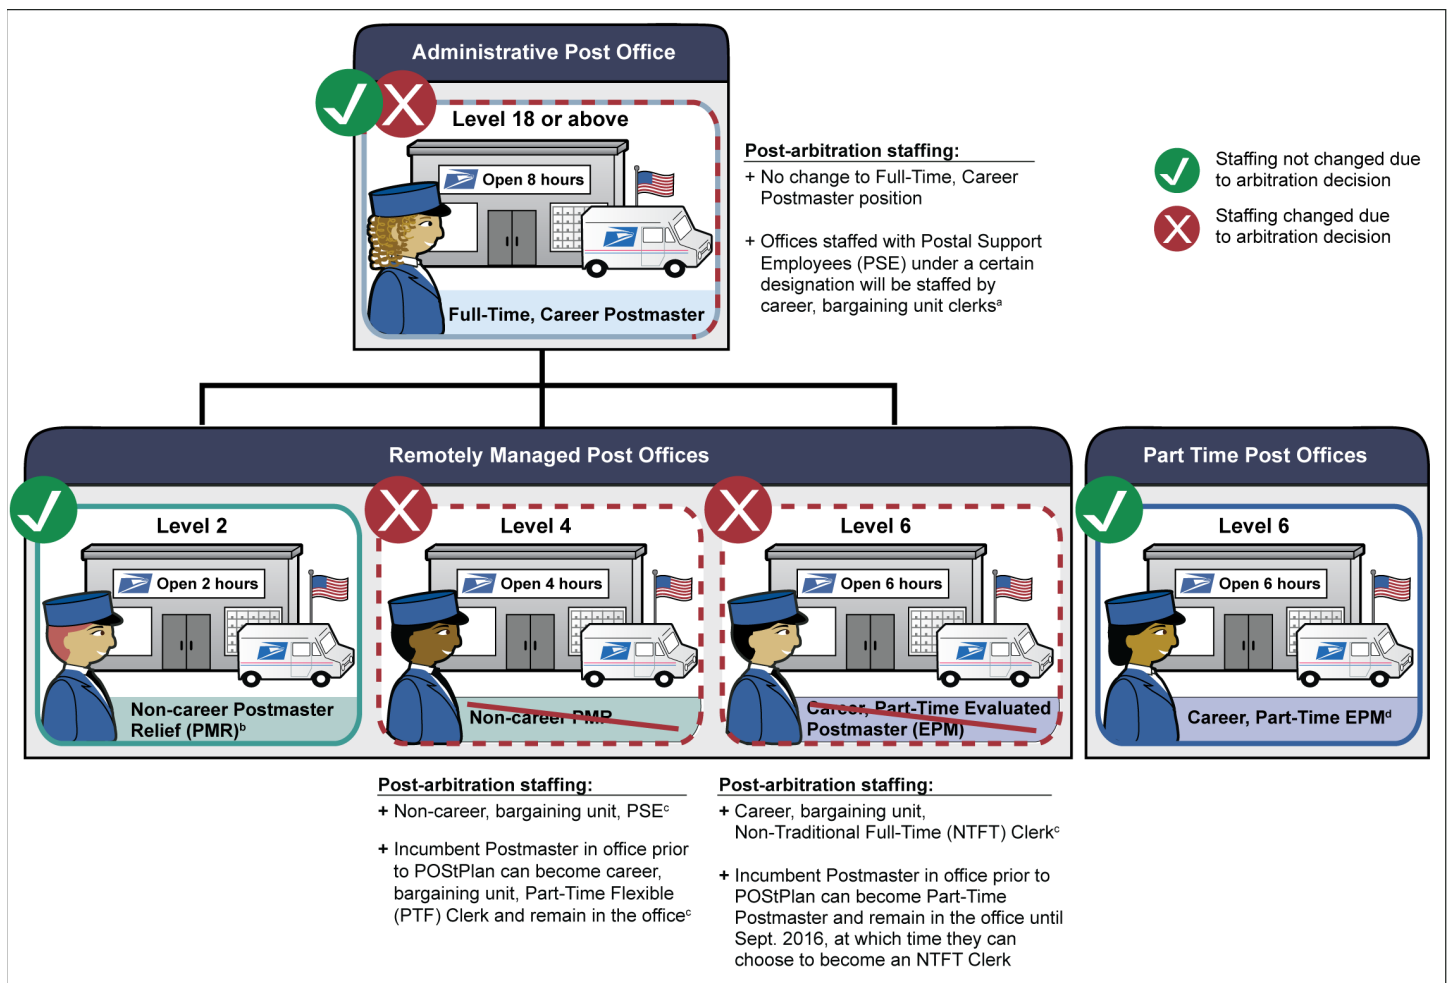 Administrative Post Office
Level 18 or above
Open 8 hours
Full-Time, Career Postmaster
Post-arbitration staffing:
+ No change to Full-Time, Career
Postmaster position
+ Offices staffed with Postal Support
Employees (PSE) under a certain
designation will be staffed by
career, bargaining unit clerksᵃ
Staffing not changed due
to arbitration decision
Staffing changed due
to arbitration decision
Remotely Managed Post Offices
Level 2
Open 2 hours
Non-career Postmaster
Relief (PMR)ᵇ
Level 4
Open 4 hours
Non-career PMR
Level 6
Open 6 hours
Career, Part-Time Evaluated
Postmaster (EPM)
Part Time Post Offices
Level 6
Open 6 hours
Career, Part-Time EPMᵈ
Post-arbitration staffing:
+ Non-career, bargaining unit, PSEᶜ
+ Incumbent Postmaster in office prior
to POStPlan can become career,
bargaining unit, Part-Time Flexible
(PTF) Clerk and remain in the officeᶜ
Post-arbitration staffing:
+ Career, bargaining unit,
Non-Traditional Full-Time (NTFT) Clerkᶜ
+ Incumbent Postmaster in office prior to
POStPlan can become Part-Time
Postmaster and remain in the office until
Sept. 2016, at which time they can
choose to become an NTFT Clerk